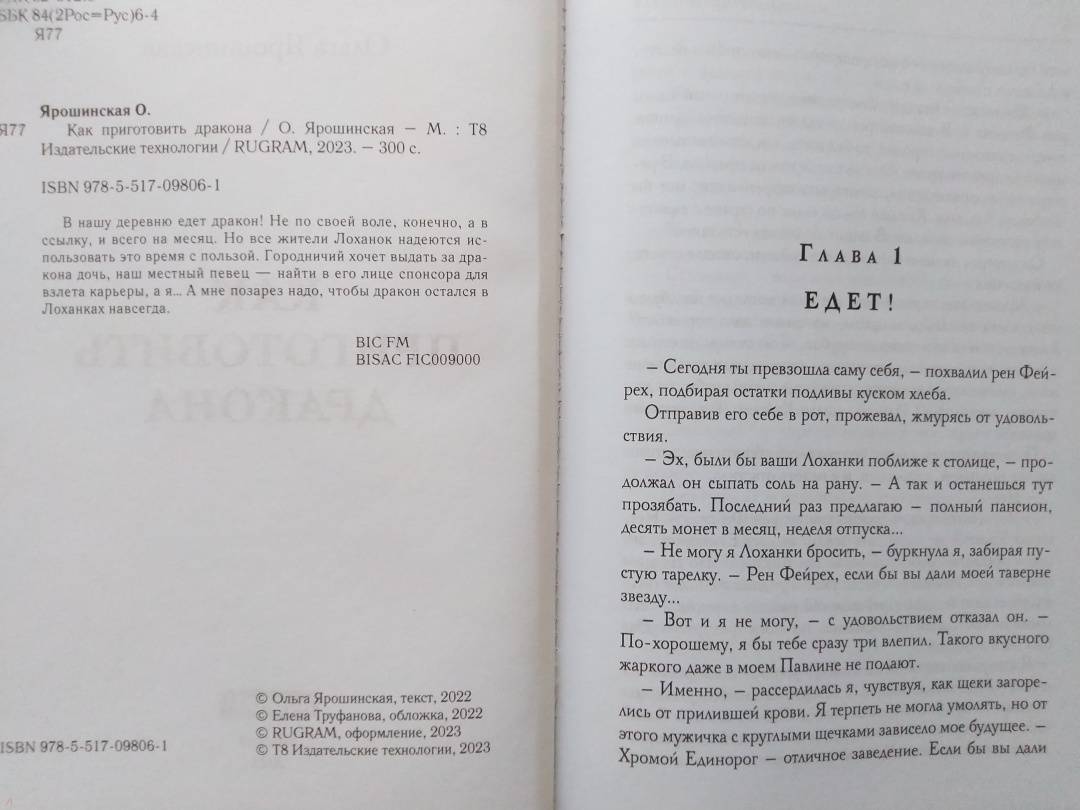 ББК 84(2Рос=Рус)6-4
Я77
Ярошинская О.
Я77 Как приготовить дракона / О. Ярошинская – М. : Т8
Издательские технологии / RUGRAM, 2023. – 300 с.
ISBN 978-5-517-09806-1
В нашу деревню едет дракон! Не по своей воле, конечно, а в
ссылку, и всего на месяц. Но все жители Лоханок надеются ис-
пользовать это время с пользой. Городничий хочет выдать за дра-
кона дочь, наш местный певец — найти в его лице спонсора для
взлета карьеры, а я... А мне позарез надо, чтобы дракон остался в
Лоханках навсегда.
BIC FM
BISAC FIC009000
© Ольга Ярошинская, текст, 2022
© Елена Труфанова, обложка, 2022
© RUGRAM, оформление, 2023
ISBN 978-5-517-09806-1
© Т8 Издательские технологии, 2023
Глава 1
ЕДЕТ!
– Сегодня ты превзошла саму себя, – похвалил рен Фей-
рех, подбирая остатки подливы куском хлеба.
Отправив его себе в рот, прожевал, жмурясь от удоволь-
ствия.
– Эх, были бы ваши Лоханки поближе к столице, – про-
должал он сыпать соль на рану. – А так и останешься тут
прозябать. Последний раз предлагаю – полный пансион,
десять монет в месяц, неделя отпуска...
– Не могу я Лоханки бросить, – буркнула я, забирая пу-
стую тарелку. – Рен Фейрех, если бы вы дали моей таверне
звезду...
– Вот и я не могу, – с удовольствием отказал он. –
По-хорошему, я бы тебе сразу три влепил. Такого вкусного
жаркого даже в моем Павлине не подают.
– Именно, – рассердилась я, чувствуя, как щеки загоре-
лись от прилившей крови. Я терпеть не могла умолять, но от
этого мужичка с круглыми щечками зависело мое будущее. –
Хромой Единорог – отличное заведение. Если бы вы дали